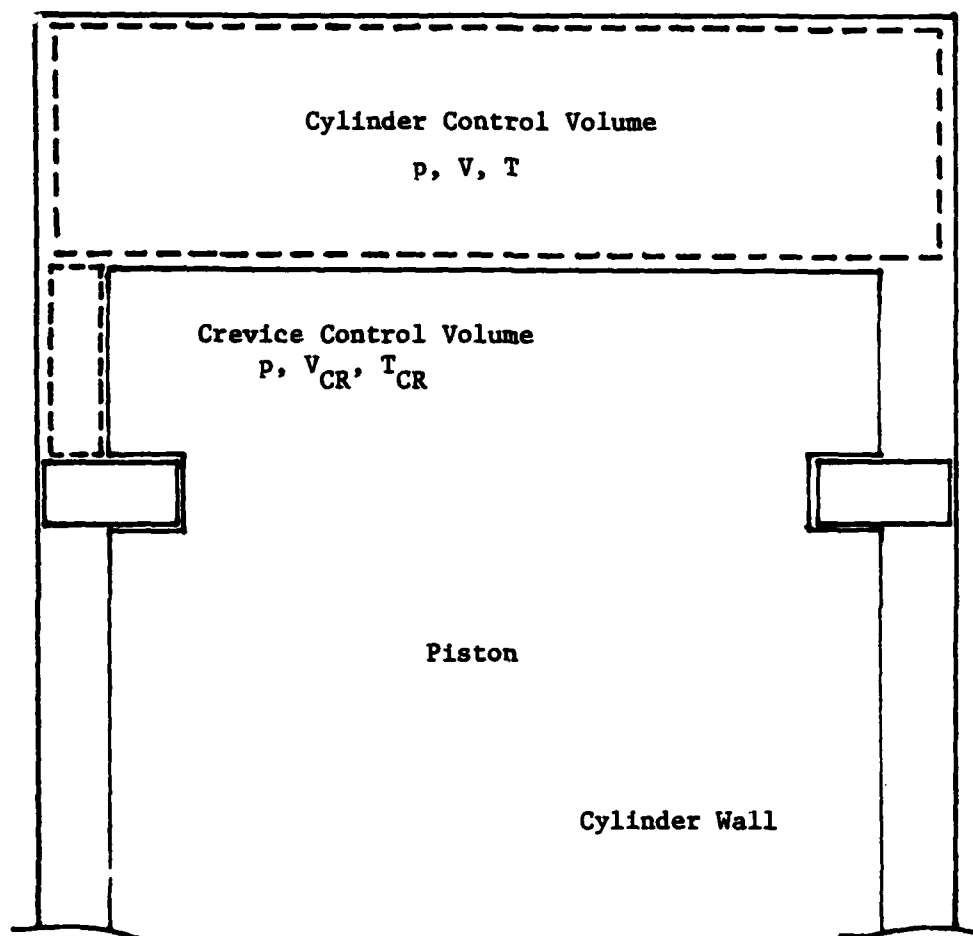 Cylinder Control Volume
p, V, T
Crevice Control Volume
p, V_CR, T_CR
Piston
Cylinder Wall